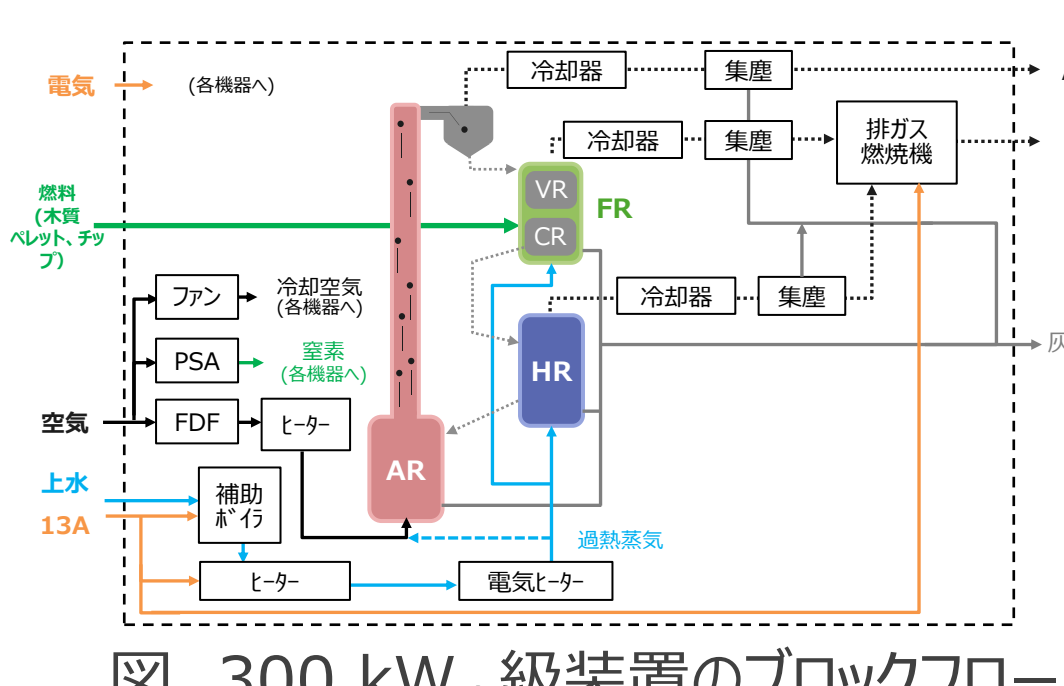 電気
(各機器へ)
冷却器
集塵
冷却器
集塵
排ガス
燃焼機
燃料
(木質
ペレット、チッ
プ)
VR
FR
CR
ファン
冷却空気
(各機器へ)
冷却器
集塵
PSA
窒素
(各機器へ)
HR
灰
空気
FDF
ﾋｰﾀｰ
AR
上水
13A
補助
ﾎﾞｲﾗ
過熱蒸気
ﾋｰﾀｰ
電気ﾋｰﾀｰ
図 300 kW 級装置のブロックフロー